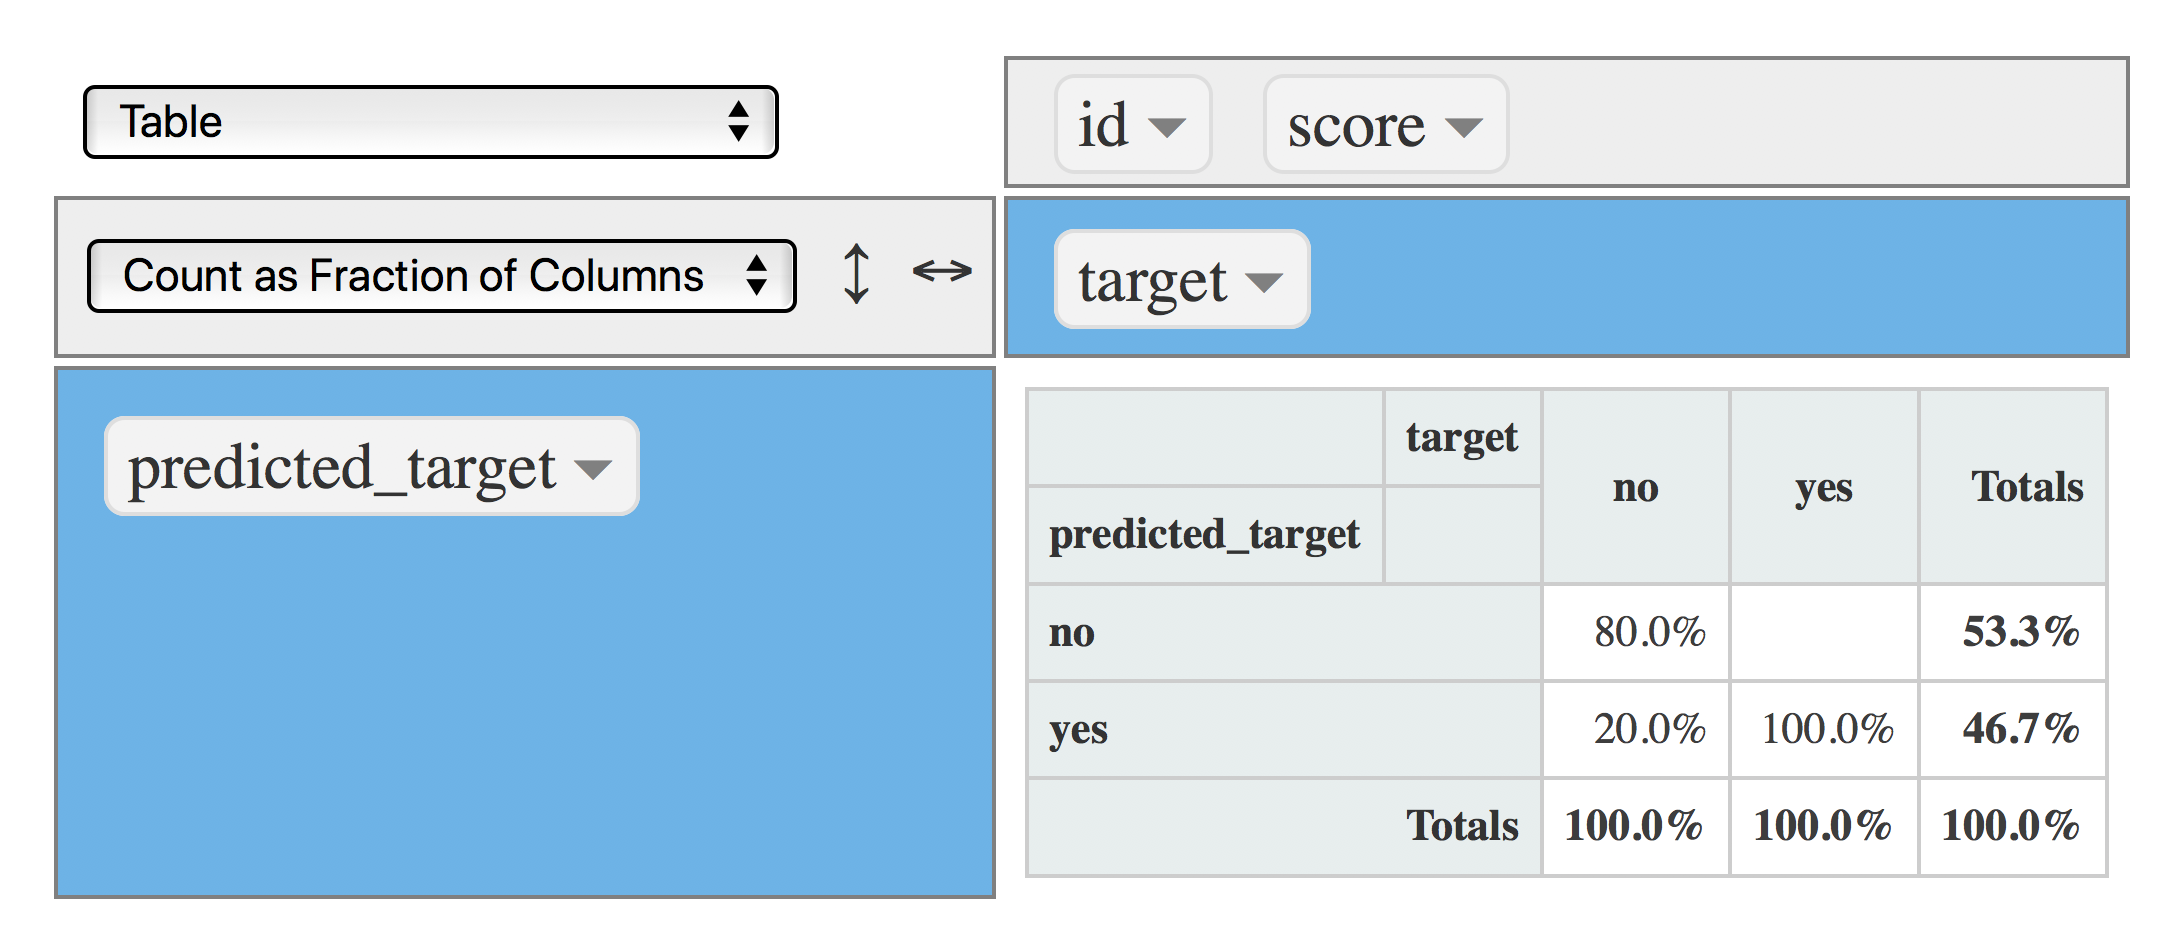 Table
id score
Count as Fraction of Columns ↕ ↔
target
predicted_target
target no yes Totals
predicted_target
no 80.0% 53.3%
yes 20.0% 100.0% 46.7%
Totals 100.0% 100.0% 100.0%